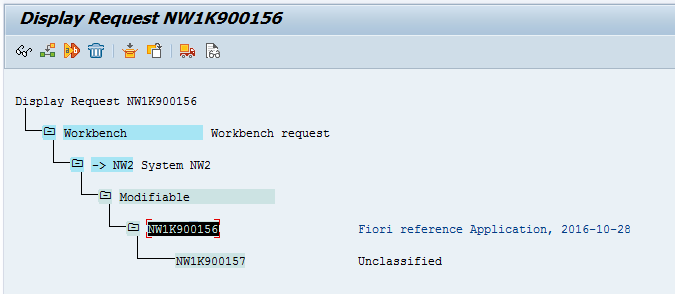 Display Request NW1K900156
Display Request NW1K900156
Workbench Workbench request
-> NW2 System NW2
Modifiable
NW1K900156 Fiori reference Application, 2016-10-28
NW1K900157 Unclassified